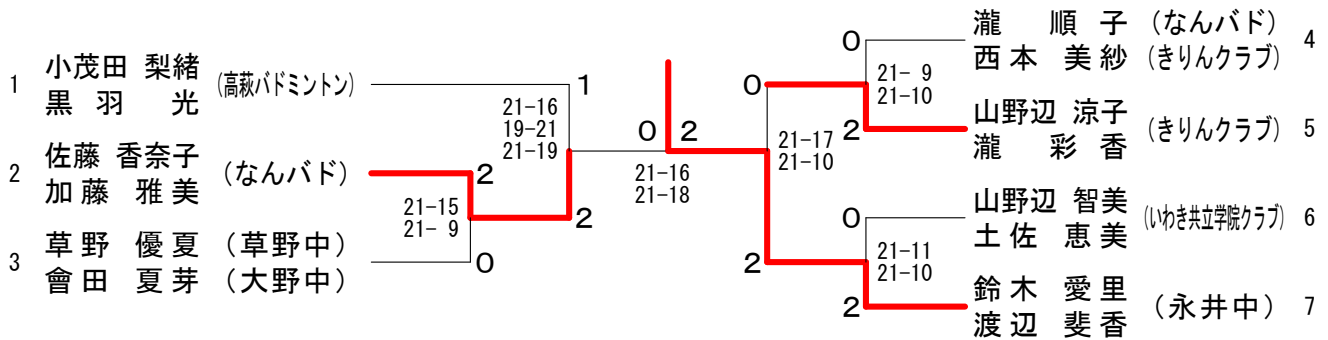 1 小茂田 梨緒 (高萩バドミントン)
黒羽 光
2 佐藤 香奈子 (なんバド)
加藤 雅美
3 草野 優夏 (草野中)
會田 夏芽 (大野中)
1
21-16
19-21
21-19
2
2
21-15
21- 9
0
0 2
21-16
21-18
0
21-17
21-10
2
0
21- 9
21-10
2
0
21-11
21-10
2
瀧 順子 (なんバド) 4
西本 美紗 (きりんクラブ)
山野辺 涼子 (きりんクラブ) 5
瀧 彩香
山野辺 智美 (いわき共立学院クラブ) 6
土佐 恵美
鈴木 愛里 (永井中) 7
渡辺 斐香